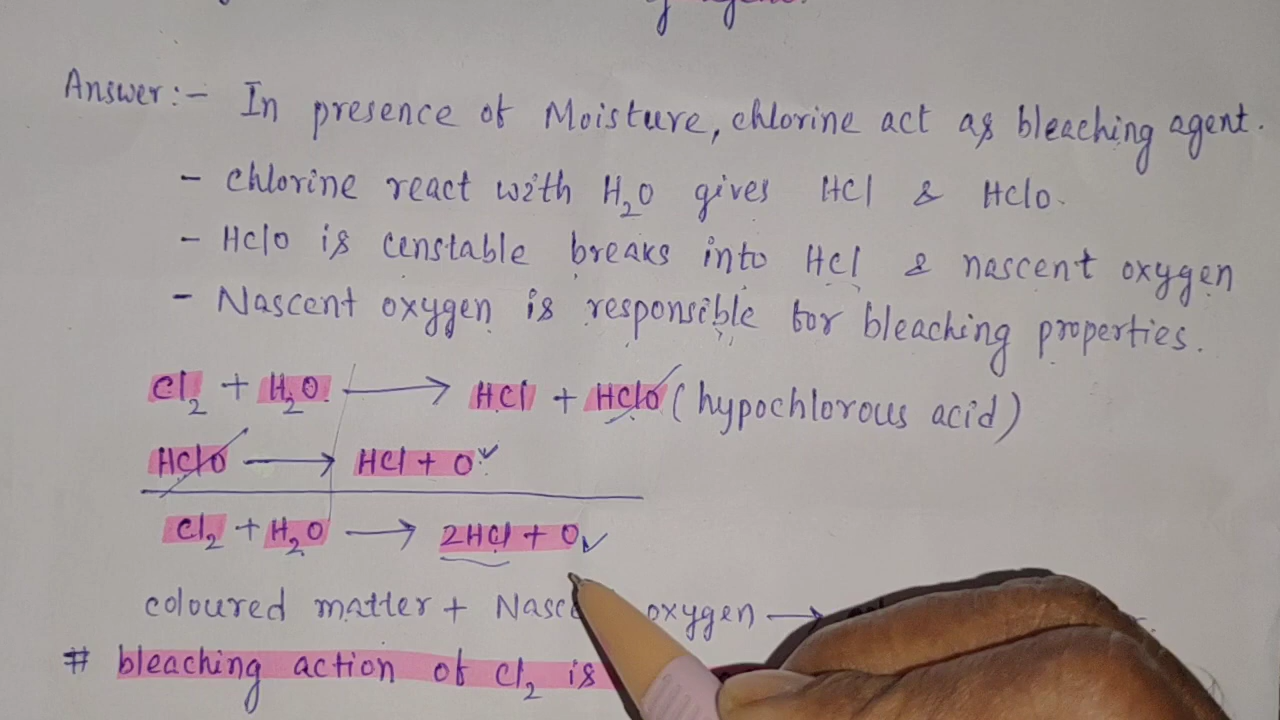 Answer:- In presence of Moisture, chlorine act as bleaching agent.
- chlorine react with H₂O gives HCl & HClO.
- HClO is unstable breaks into HCl & nascent oxygen
- Nascent oxygen is responsible for bleaching properties.
Cl₂ + H₂O ⟶ HCl + HClO (hypochlorous acid)
HClO ⟶ HCl + O
Cl₂ + H₂O ⟶ 2HCl + O
coloured matter + oxygen ⟶
# bleaching action of Cl₂ is